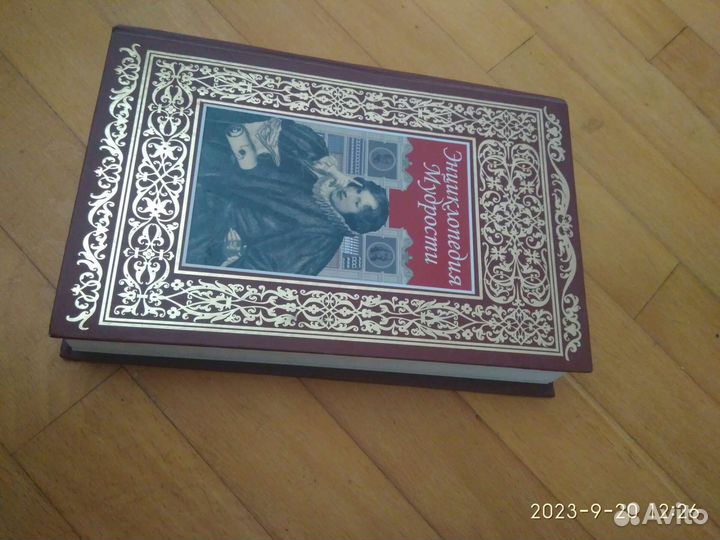 Энциклопедия
Мудрости
2023-9-20 12:26
Avito